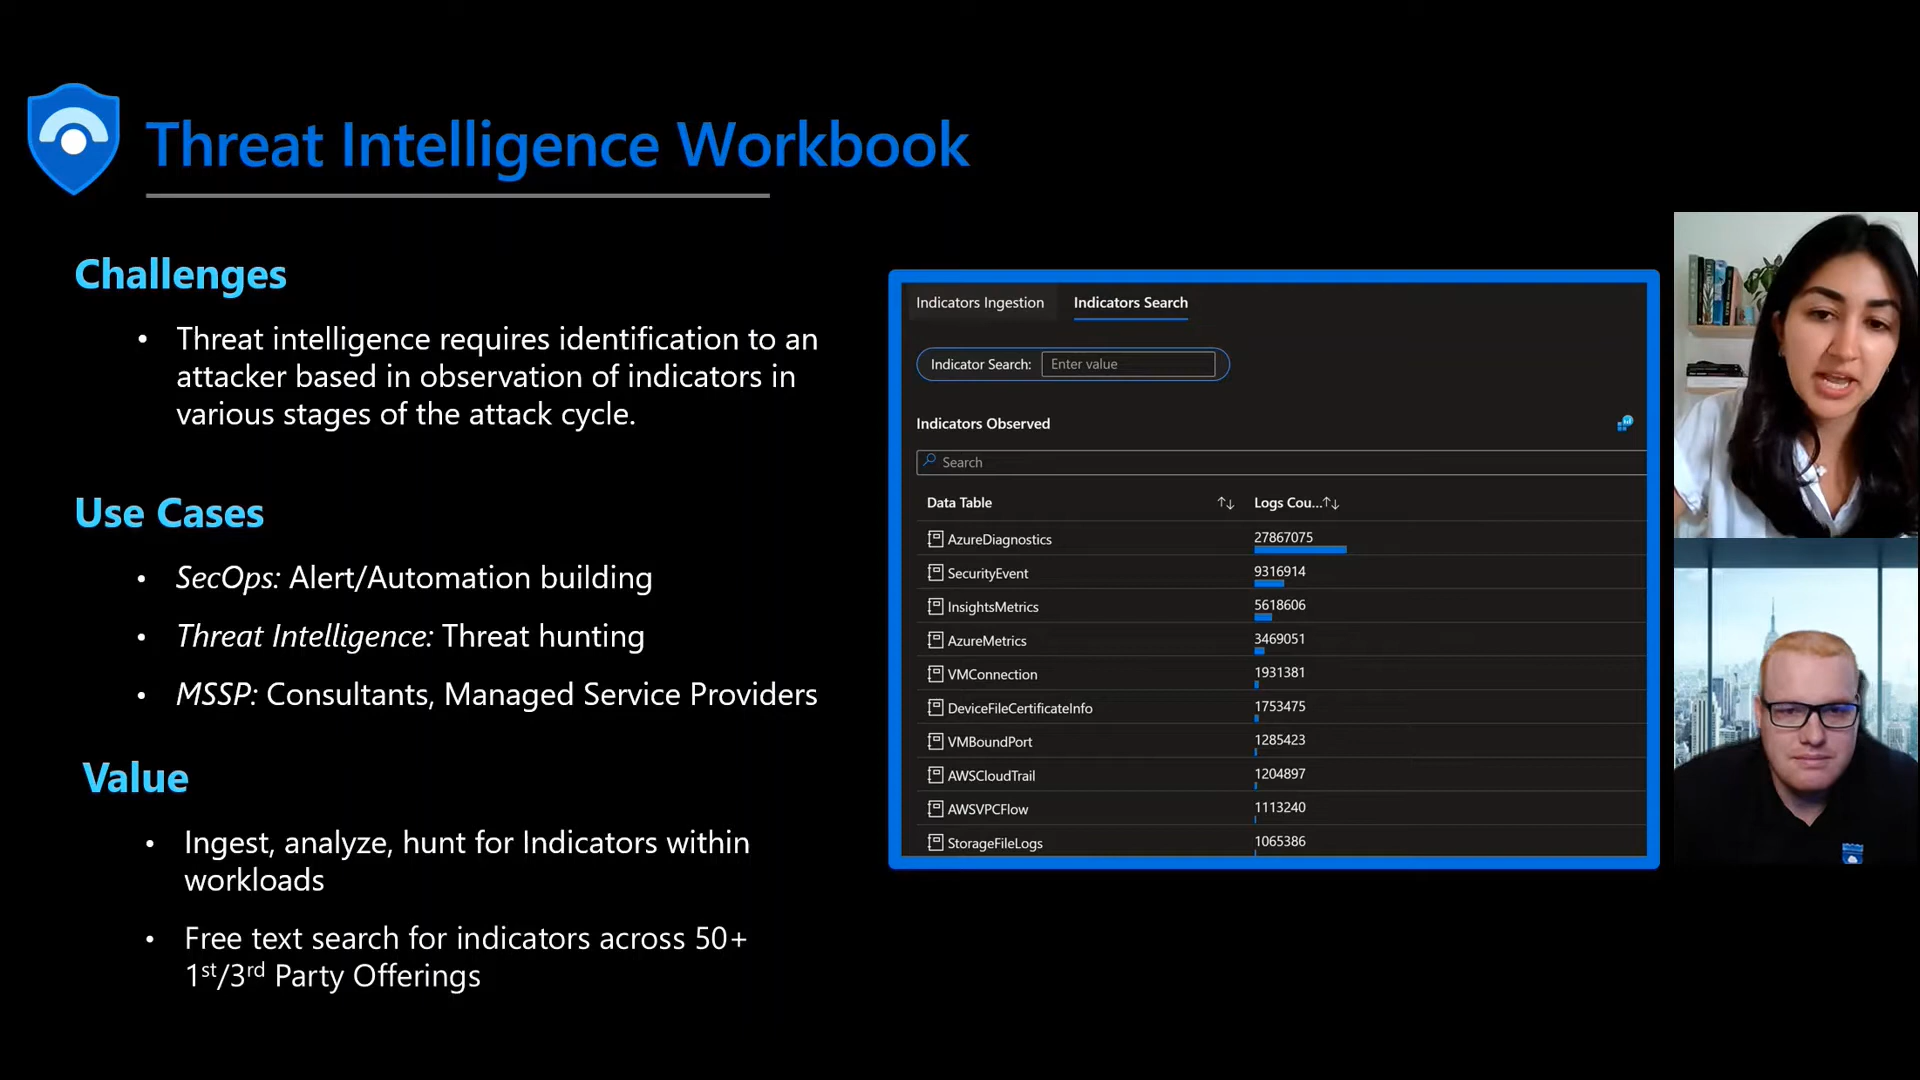 Threat Intelligence Workbook
Challenges
• Threat intelligence requires identification to an
attacker based in observation of indicators in
various stages of the attack cycle.
Use Cases
• SecOps: Alert/Automation building
• Threat Intelligence: Threat hunting
• MSSP: Consultants, Managed Service Providers
Value
• Ingest, analyze, hunt for Indicators within
workloads
• Free text search for indicators across 50+
1st/3rd Party Offerings
Indicators Ingestion Indicators Search
Indicator Search: Enter value
Indicators Observed
Search
Data Table ↑↓ Logs Cou...↑↓
AzureDiagnostics 27867075
SecurityEvent 9316914
InsightsMetrics 5618606
AzureMetrics 3469051
VMConnection 1931381
DeviceFileCertificateInfo 1753475
VMBoundPort 1285423
AWSCloudTrail 1204897
AWSVPCFlow 1113240
StorageFileLogs 1065386